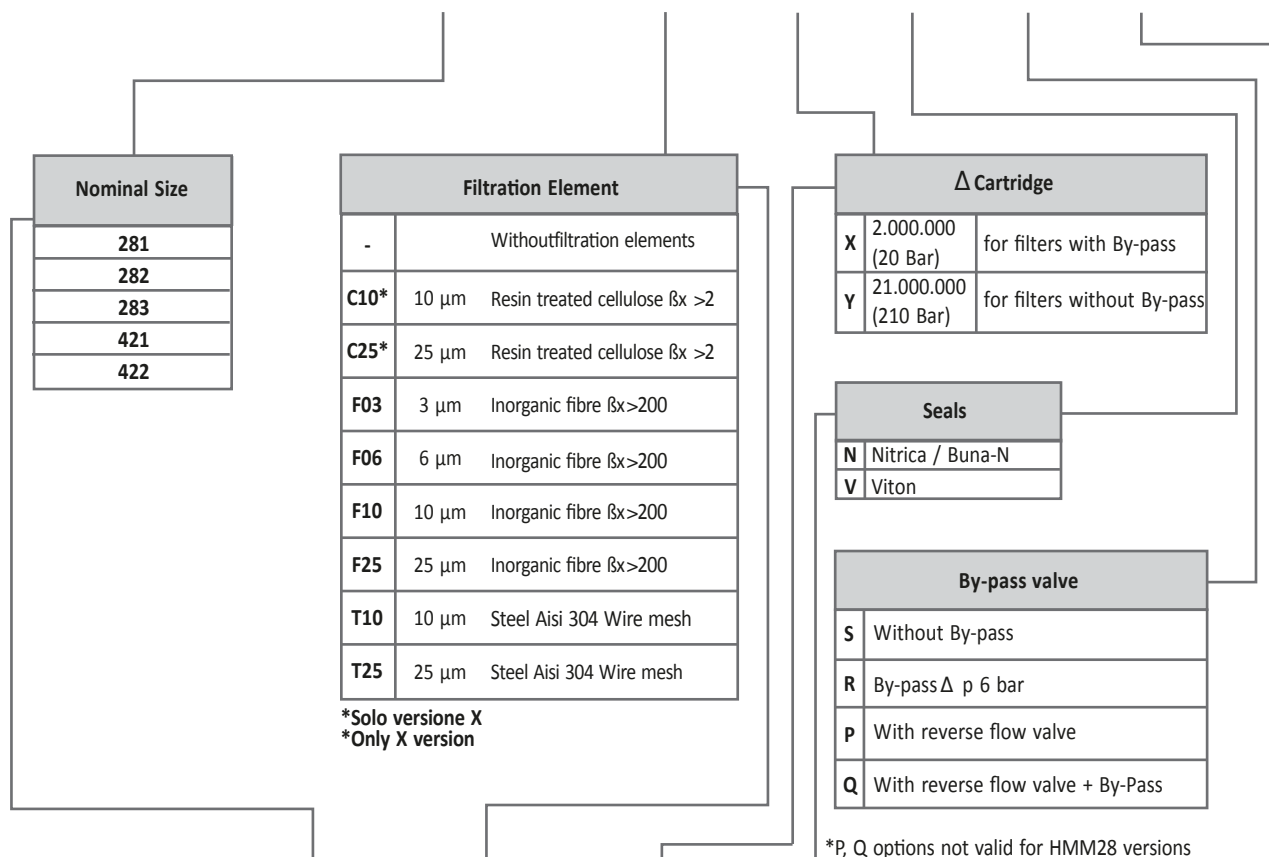 Nominal Size
281
282
283
421
422
Filtration Element
- Withoutfiltration elements
C10* 10 µm Resin treated cellulose ßx >2
C25* 25 µm Resin treated cellulose ßx >2
F03 3 µm Inorganic fibre ßx>200
F06 6 µm Inorganic fibre ßx>200
F10 10 µm Inorganic fibre ßx>200
F25 25 µm Inorganic fibre ßx>200
T10 10 µm Steel Aisi 304 Wire mesh
T25 25 µm Steel Aisi 304 Wire mesh
*Solo versione X
*Only X version
Δ Cartridge
X 2.000.000 (20 Bar) for filters with By-pass
Y 21.000.000 (210 Bar) for filters without By-pass
Seals
N Nitrica / Buna-N
V Viton
By-pass valve
S Without By-pass
R By-pass Δ p 6 bar
P With reverse flow valve
Q With reverse flow valve + By-Pass
*P, Q options not valid for HMM28 versions